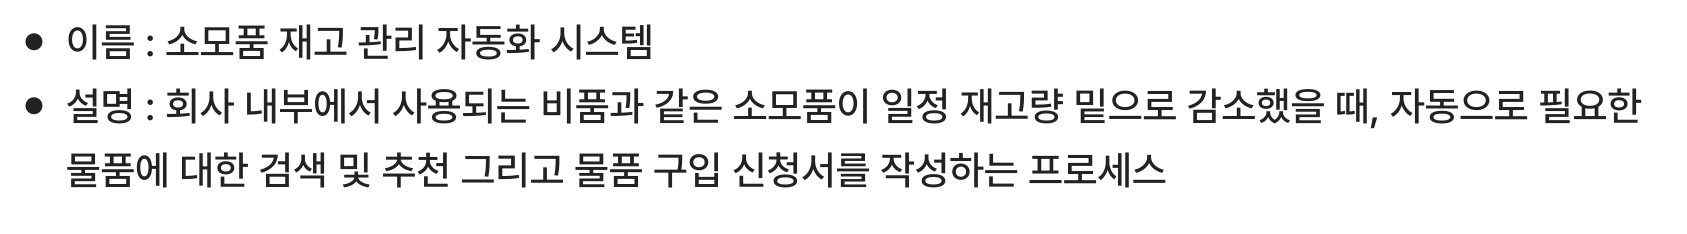 • 이름 : 소모품 재고 관리 자동화 시스템
• 설명 : 회사 내부에서 사용되는 비품과 같은 소모품이 일정 재고량 밑으로 감소했을 때, 자동으로 필요한
물품에 대한 검색 및 추천 그리고 물품 구입 신청서를 작성하는 프로세스